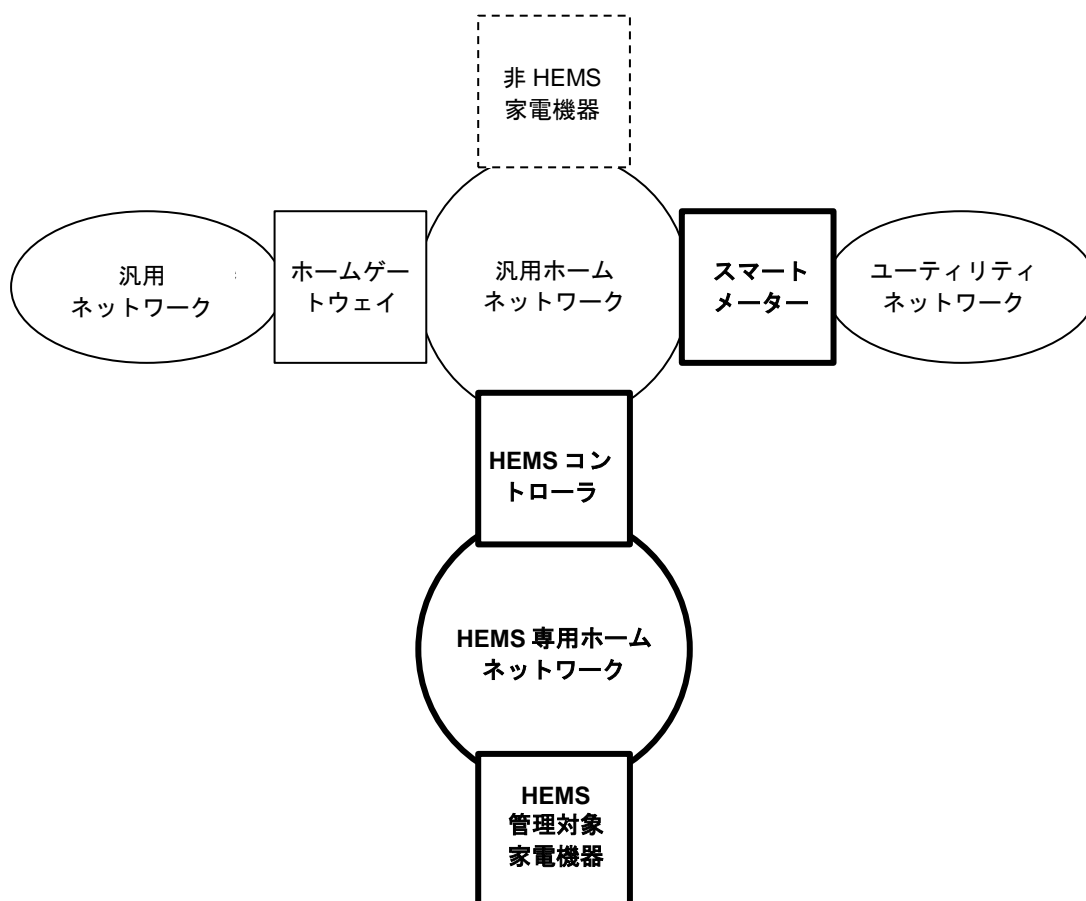 非 HEMS
家電機器
汎用
ネットワーク
ホームゲー
トウェイ
汎用ホーム
ネットワーク
スマート
メーター
ユーティリティ
ネットワーク
HEMS コン
トローラ
HEMS 専用ホーム
ネットワーク
HEMS
管理対象
家電機器